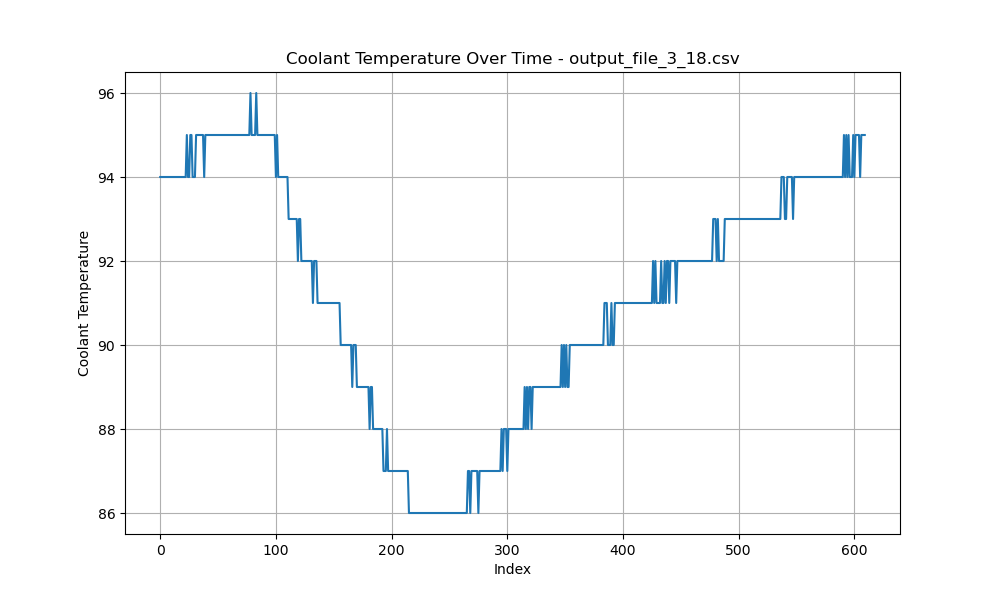 Coolant Temperature Over Time - output_file_3_18.csv
96
94
92
90
88
86
Coolant Temperature
0 100 200 300 400 500 600
Index